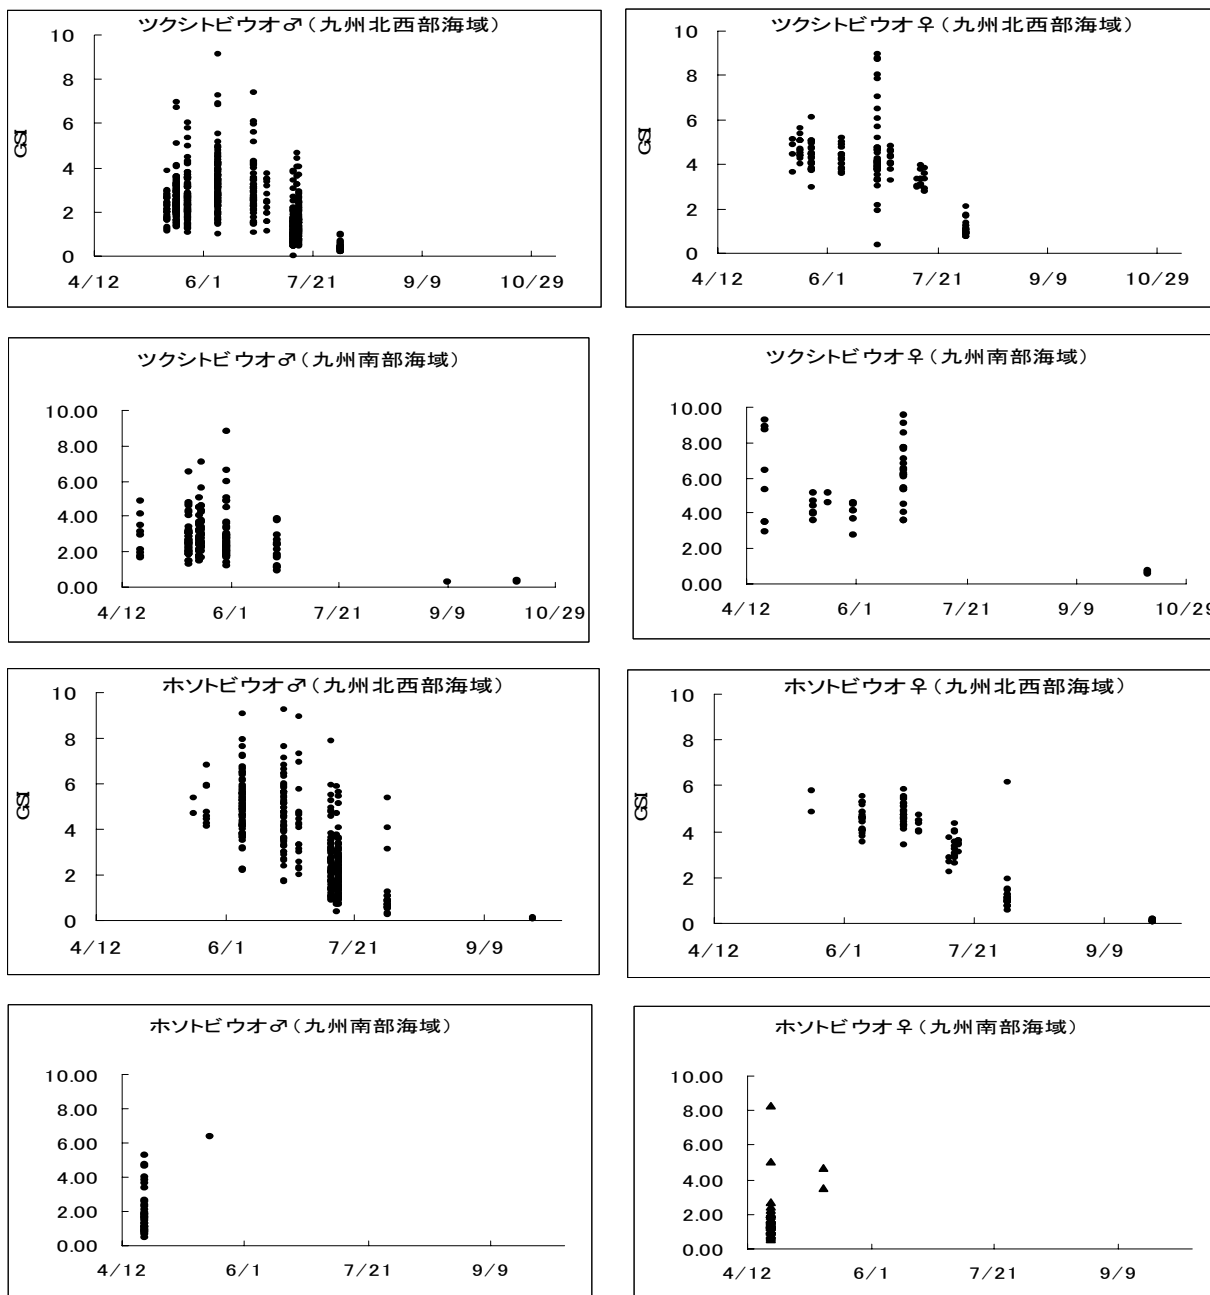 ツクシトビウオ♂(九州北西部海域)
10
8
6
4
2
0
GSI
4/12 6/1 7/21 9/9 10/29
ツクシトビウオ♀(九州北西部海域)
10
8
6
4
2
0
GSI
4/12 6/1 7/21 9/9 10/29
ツクシトビウオ♂(九州南部海域)
10.00
8.00
6.00
4.00
2.00
0.00
4/12 6/1 7/21 9/9 10/29
ツクシトビウオ♀(九州南部海域)
10.00
8.00
6.00
4.00
2.00
0.00
4/12 6/1 7/21 9/9 10/29
ホソトビウオ♂(九州北西部海域)
10
8
6
4
2
0
GSI
4/12 6/1 7/21 9/9
ホソトビウオ♀(九州北西部海域)
10
8
6
4
2
0
GSI
4/12 6/1 7/21 9/9
ホソトビウオ♂(九州南部海域)
10.00
8.00
6.00
4.00
2.00
0.00
4/12 6/1 7/21 9/9
ホソトビウオ♀(九州南部海域)
10.00
8.00
6.00
4.00
2.00
0.00
4/12 6/1 7/21 9/9